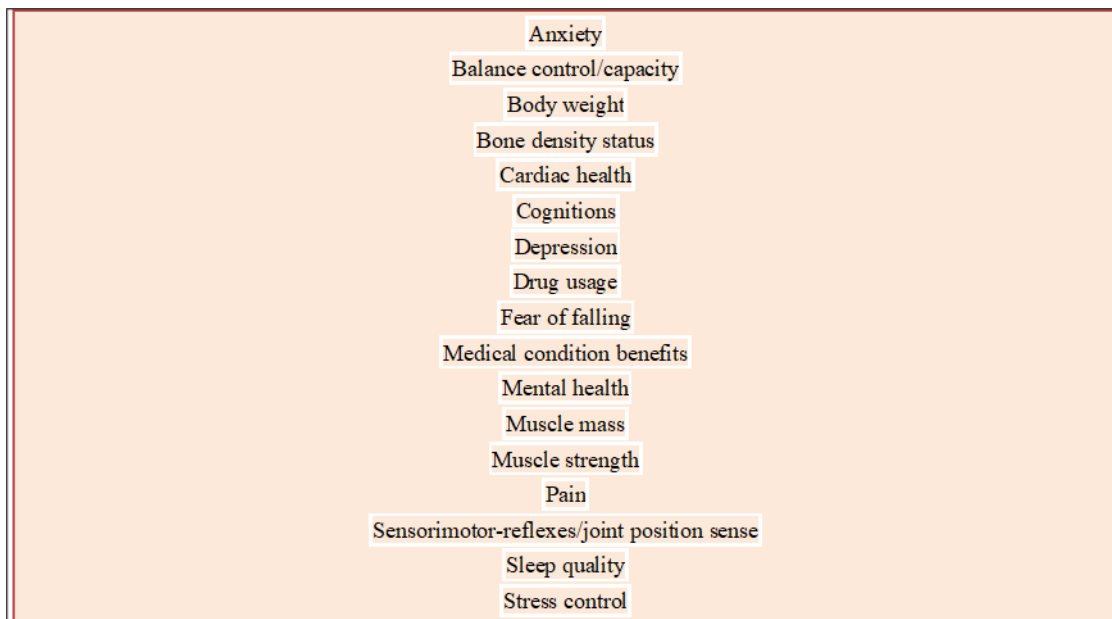 Anxiety
Balance control/capacity
Body weight
Bone density status
Cardiac health
Cognitions
Depression
Drug usage
Fear of falling
Medical condition benefits
Mental health
Muscle mass
Muscle strength
Pain
Sensorimotor-reflexes/joint position sense
Sleep quality
Stress control